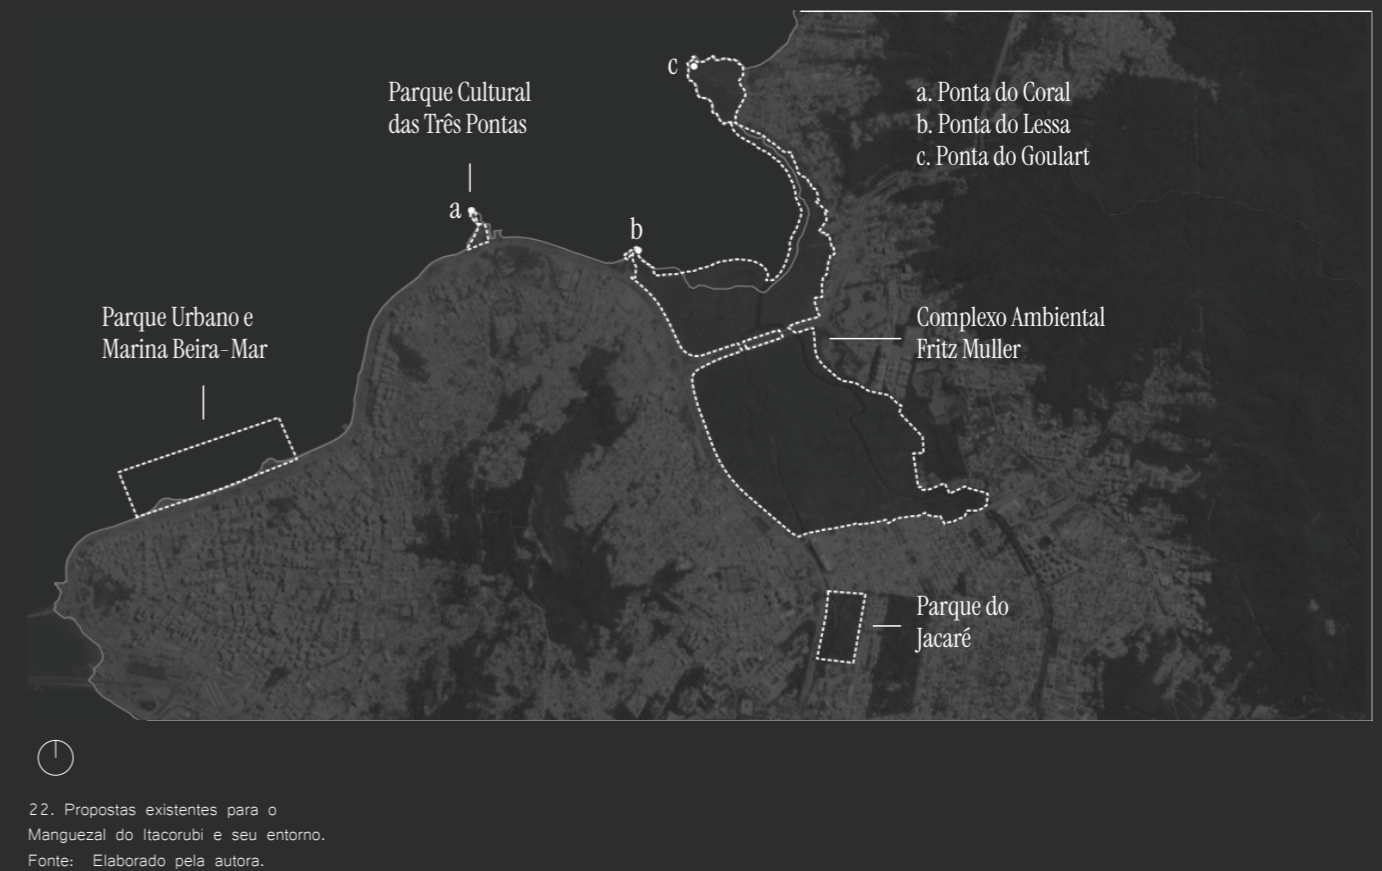 c
Parque Cultural
das Três Pontas
a. Ponta do Coral
b. Ponta do Lessa
c. Ponta do Goulart
a
b
Parque Urbano e
Marina Beira-Mar
Complexo Ambiental
Fritz Muller
Parque do
Jacaré
22. Propostas existentes para o
Manguezal do Itacorubi e seu entorno.
Fonte: Elaborado pela autora.